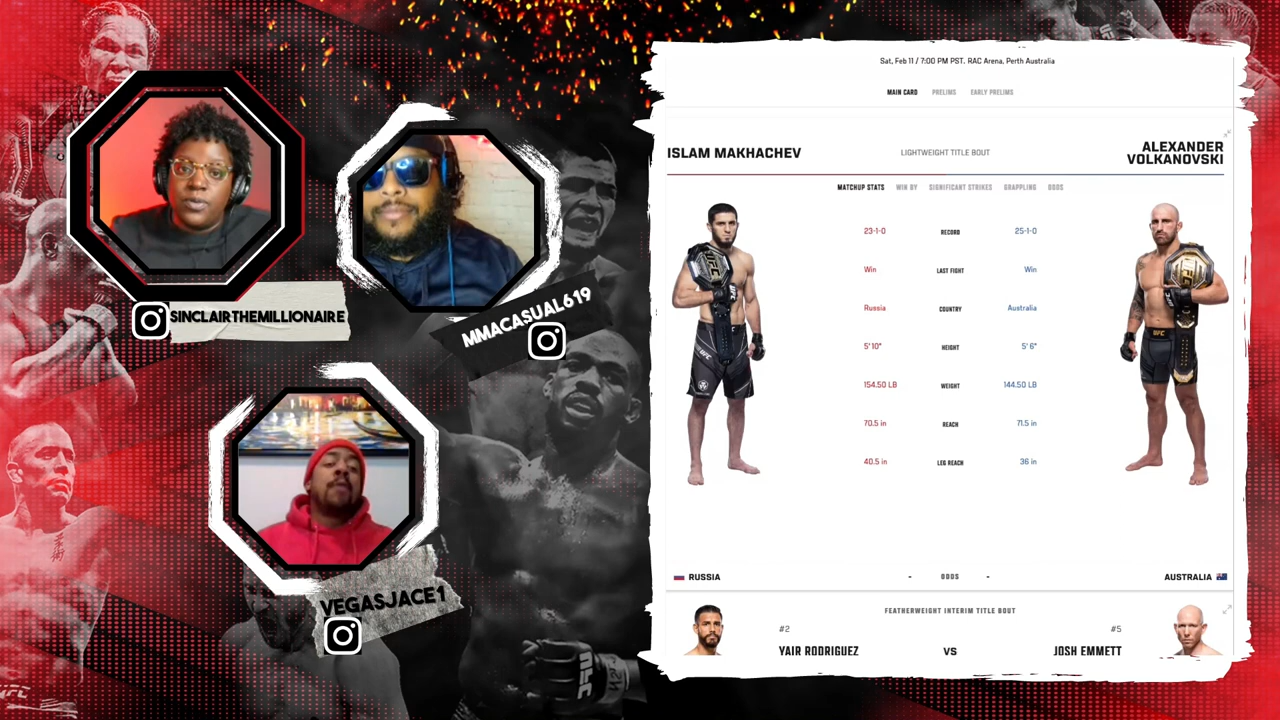 SINCLAIRTHEMILLIONAIRE
MMACASUAL619
VEGASJACE1
Sat, Feb 11 / 7:00 PM PST. RAC Arena, Perth Australia
MAIN CARD PRELIMS EARLY PRELIMS
ISLAM MAKHACHEV LIGHTWEIGHT TITLE BOUT ALEXANDER
VOLKANOVSKI
MATCHUP STATS WIN BY SIGNIFICANT STRIKES GRAPPLING ODDS
23-1-0 RECORD 25-1-0
Win LAST FIGHT Win
Russia COUNTRY Australia
5' 10" HEIGHT 5' 6"
154.50 LB WEIGHT 144.50 LB
70.5 in REACH 71.5 in
40.5 in LEG REACH 36 in
RUSSIA - ODDS - AUSTRALIA
FEATHERWEIGHT INTERIM TITLE BOUT
#2 #5
YAIR RODRIGUEZ VS JOSH EMMETT
UFC
UFC